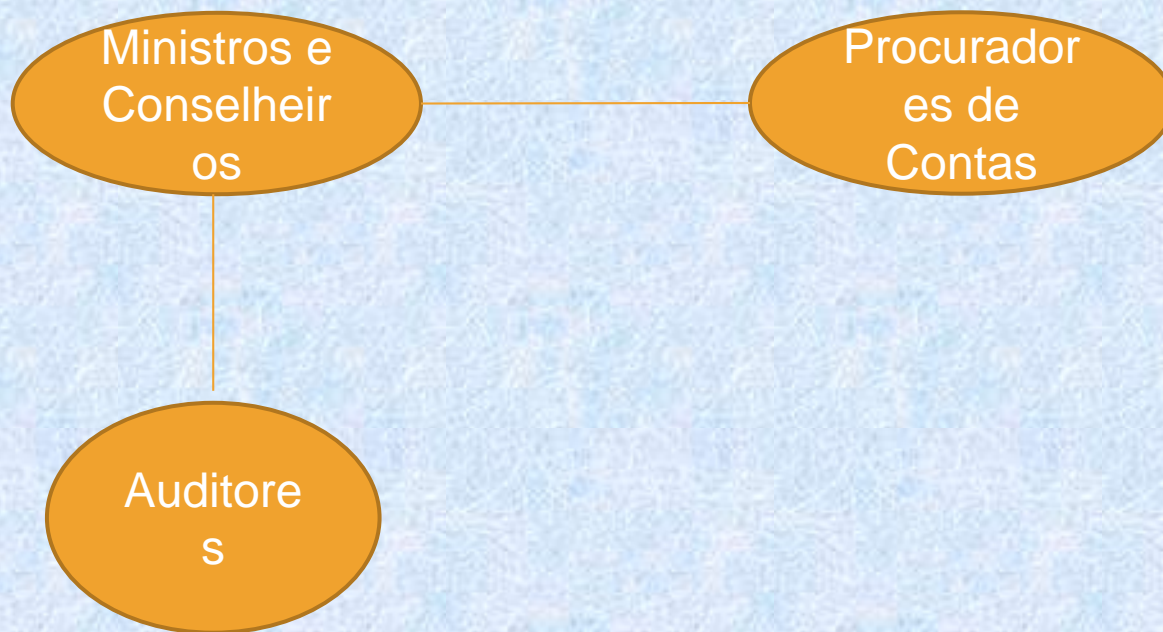 Ministros e
Conselheir
os
Procurador
es de
Contas
Auditore
s